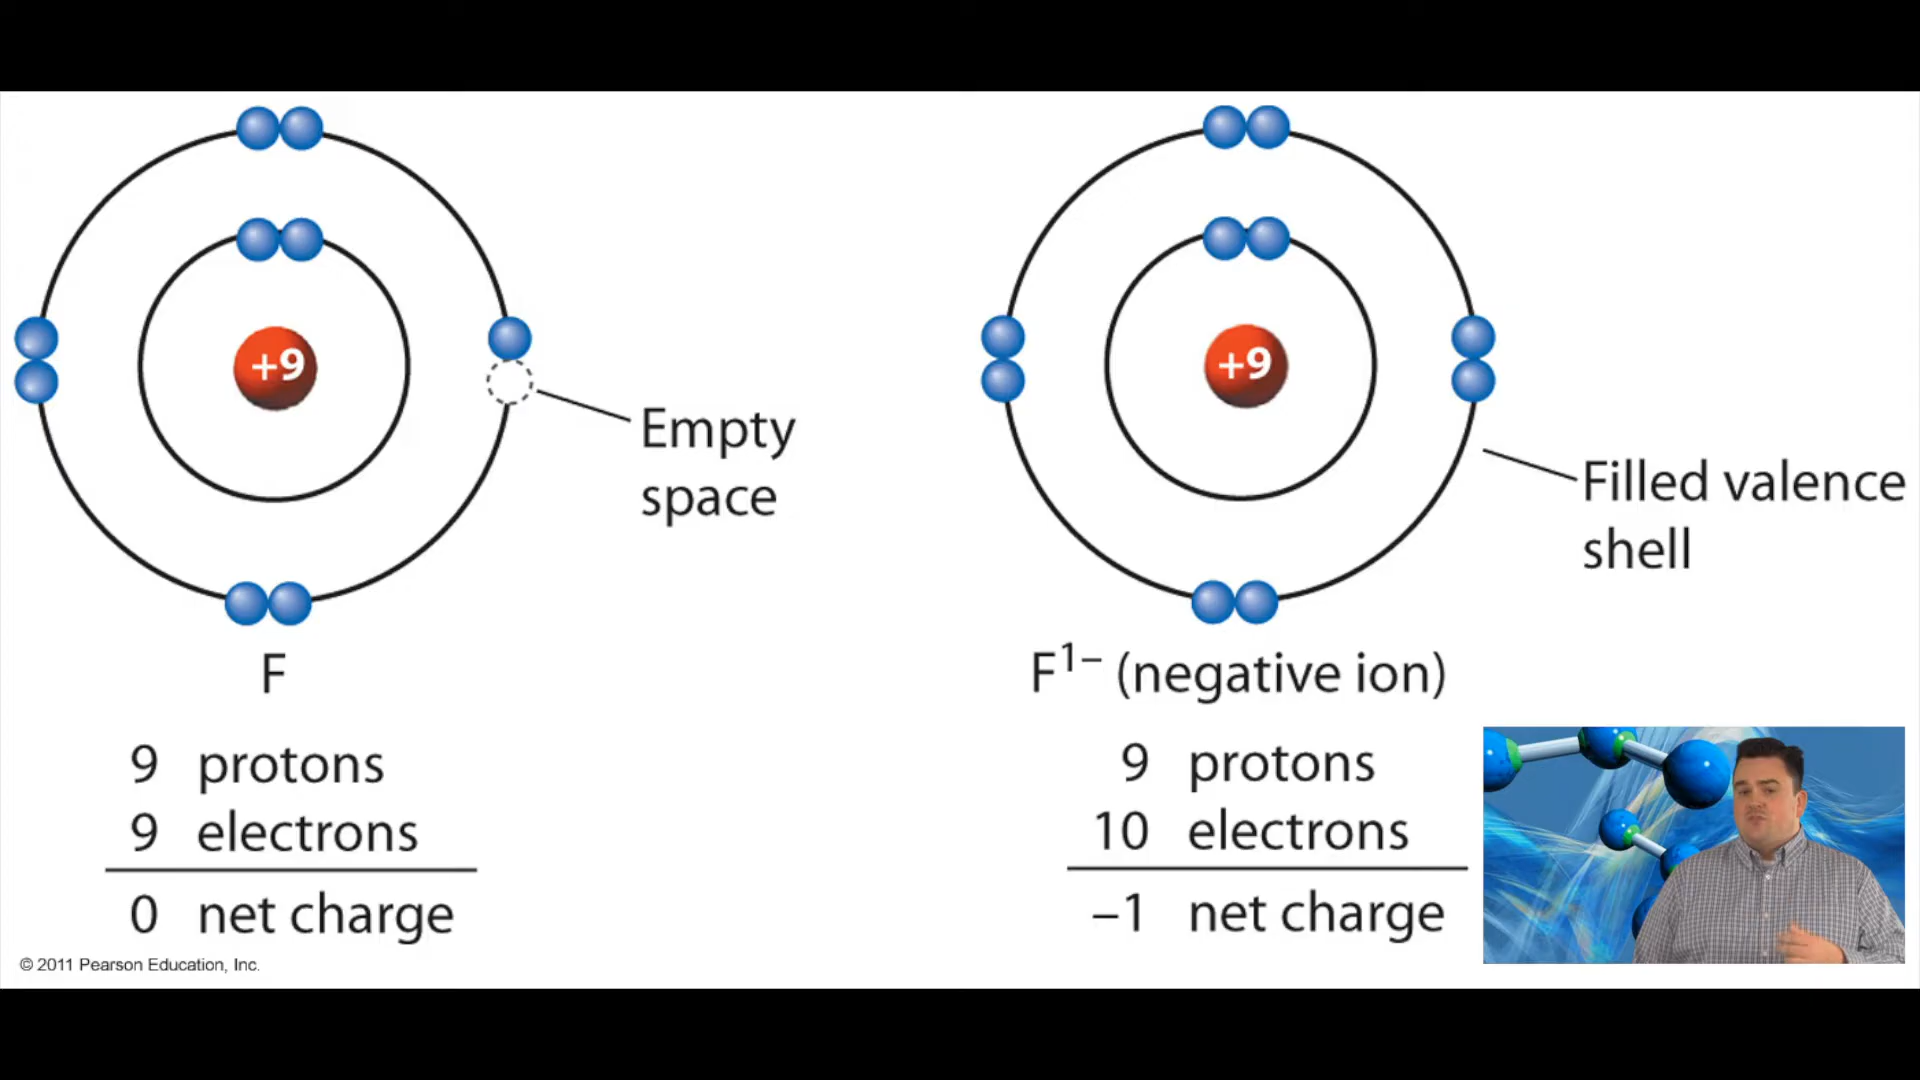 +9
Empty
space
F
9 protons
9 electrons
0 net charge
© 2011 Pearson Education, Inc.
+9
Filled valence
shell
F¹⁻ (negative ion)
9 protons
10 electrons
–1 net charge